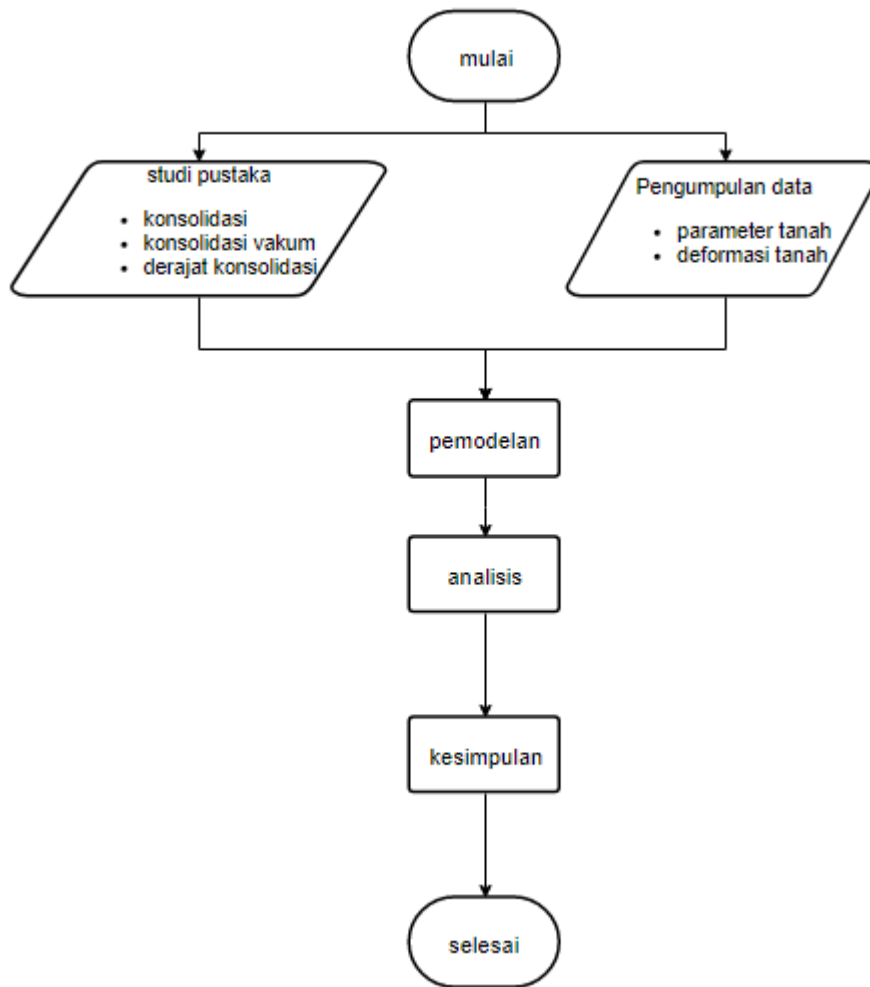 mulai
studi pustaka
• konsolidasi
• konsolidasi vakum
• derajat konsolidasi
Pengumpulan data
• parameter tanah
• deformasi tanah
pemodelan
analisis
kesimpulan
selesai